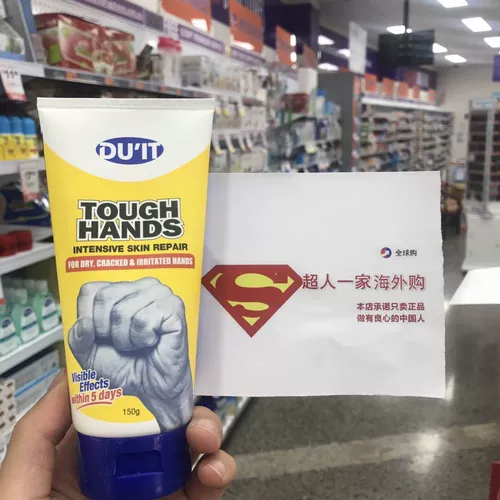 DU'IT
TOUGH
HANDS
INTENSIVE SKIN REPAIR
FOR DRY, CRACKED & IRRITATED HANDS
Visible
Effects
within 5 days
150g
全球购
S
超人一家海外购
本店承诺只卖正品
做有良心的中国人